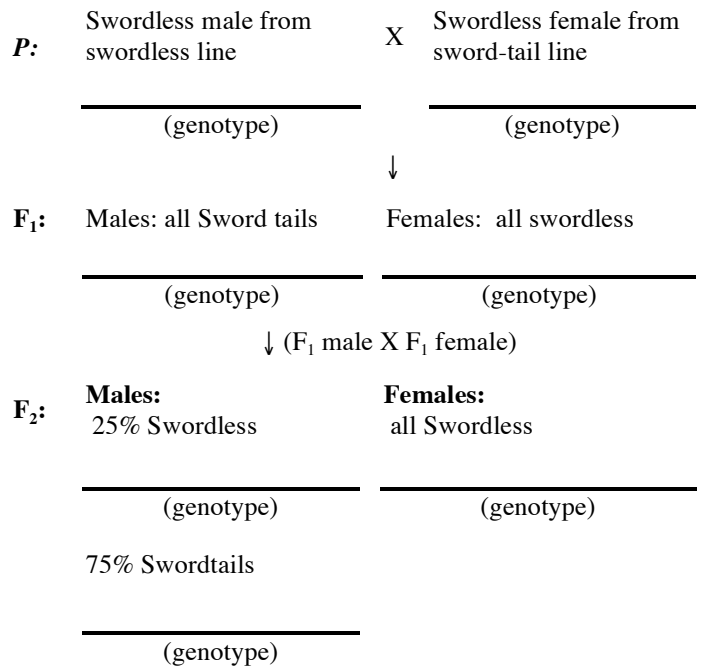 P: Swordless male from swordless line X Swordless female from sword-tail line
(genotype) (genotype)
↓
F₁: Males: all Sword tails Females: all swordless
(genotype) (genotype)
↓ (F₁ male X F₁ female)
F₂: Males: Females:
25% Swordless all Swordless
(genotype) (genotype)
75% Swordtails
(genotype)